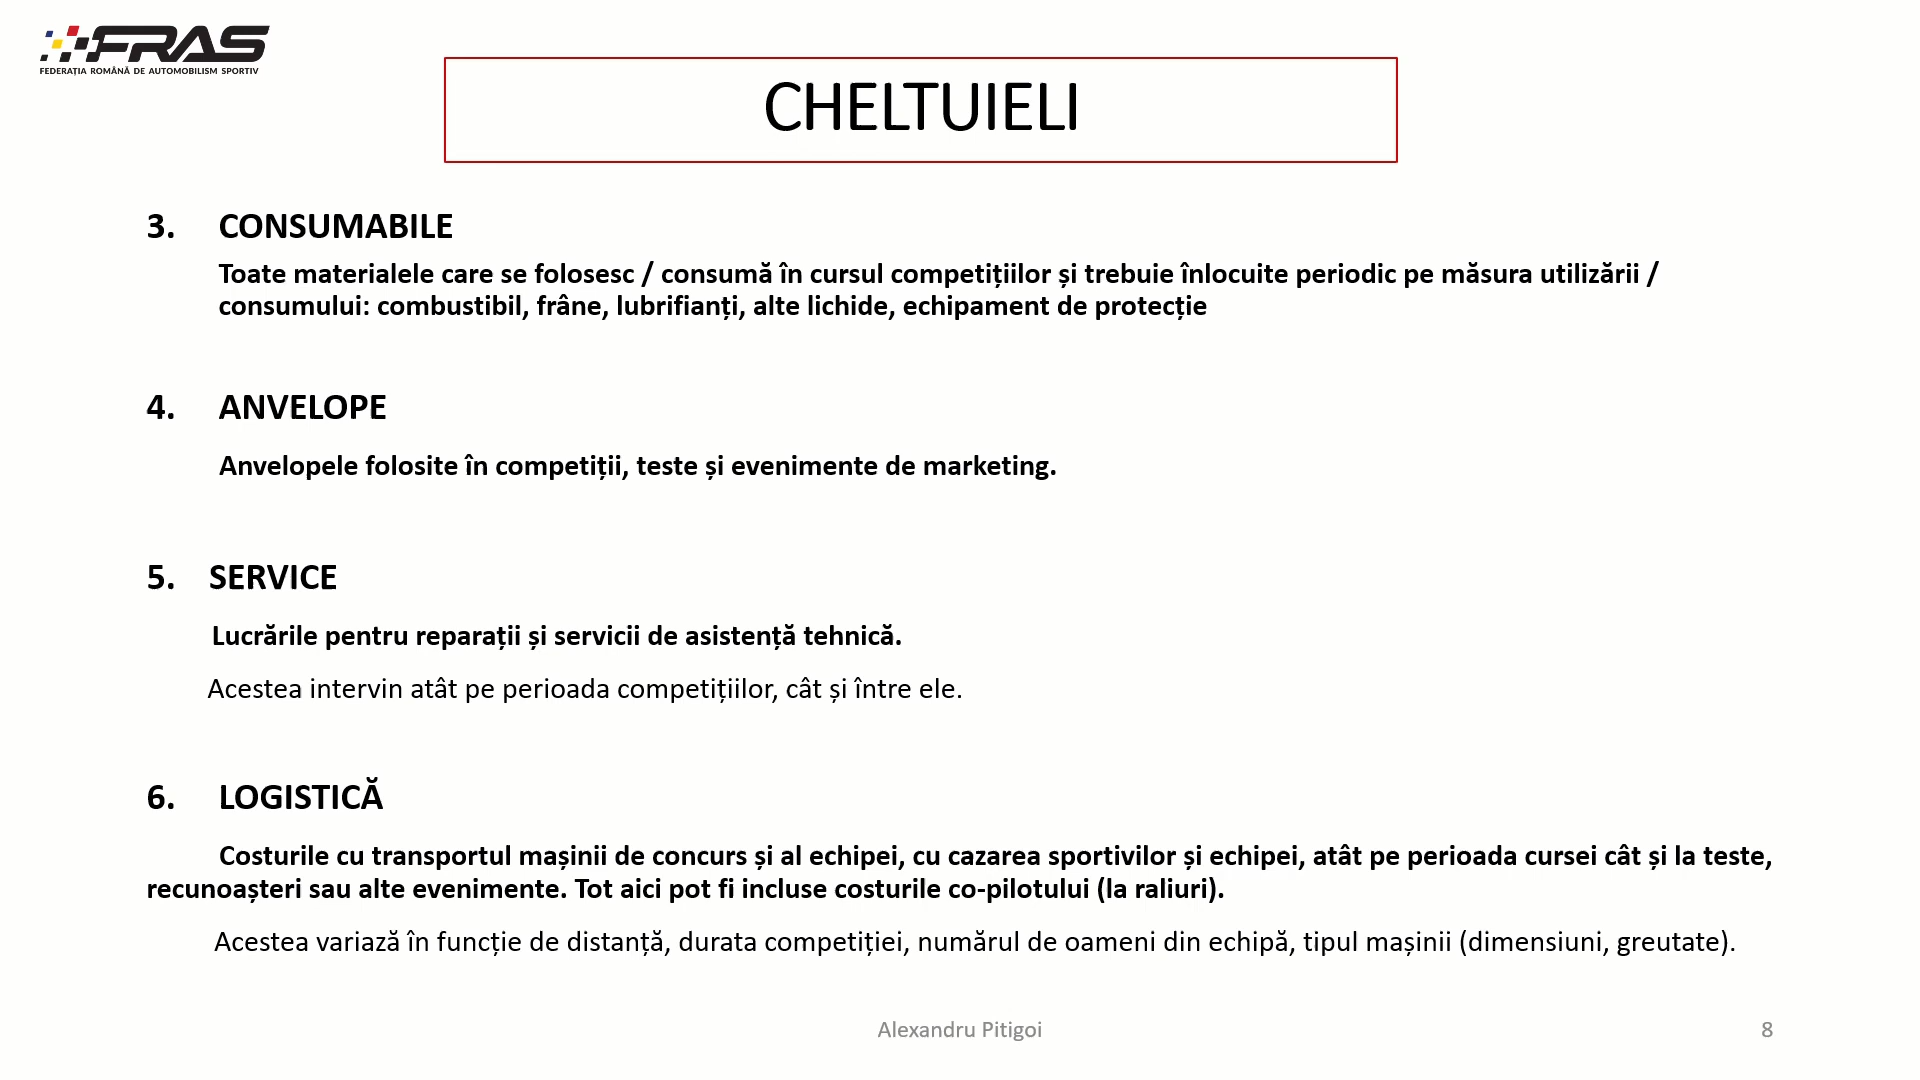 FRAS
FEDERAȚIA ROMÂNĂ DE AUTOMOBILISM SPORTIV
CHELTUIELI
3. CONSUMABILE
Toate materialele care se folosesc / consumă în cursul competițiilor și trebuie înlocuite periodic pe măsura utilizării /
consumului: combustibil, frâne, lubrifianți, alte lichide, echipament de protecție
4. ANVELOPE
Anvelopele folosite în competiții, teste și evenimente de marketing.
5. SERVICE
Lucrările pentru reparații și servicii de asistență tehnică.
Acestea intervin atât pe perioada competițiilor, cât și între ele.
6. LOGISTICĂ
Costurile cu transportul mașinii de concurs și al echipei, cu cazarea sportivilor și echipei, atât pe perioada cursei cât și la teste,
recunoașteri sau alte evenimente. Tot aici pot fi incluse costurile co-pilotului (la raliuri).
Acestea variază în funcție de distanță, durata competiției, numărul de oameni din echipă, tipul mașinii (dimensiuni, greutate).
Alexandru Pitigoi
8